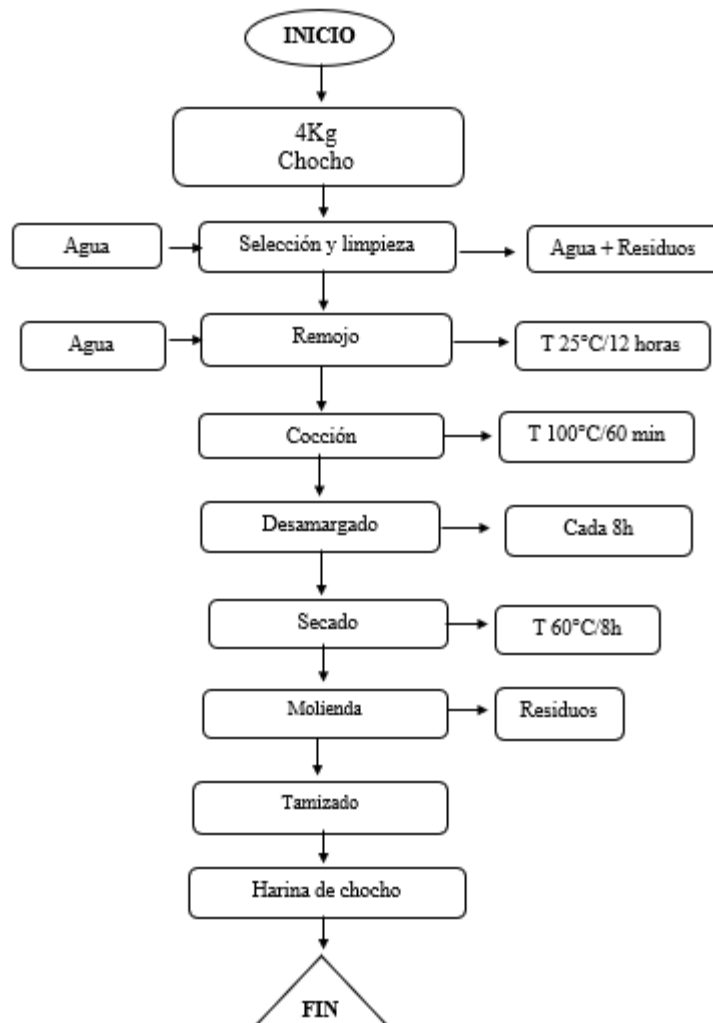 INICIO
4Kg
Chocho
Agua
Selección y limpieza
Agua + Residuos
Agua
Remojo
T 25°C/12 horas
Cocción
T 100°C/60 min
Desamargado
Cada 8h
Secado
T 60°C/8h
Molienda
Residuos
Tamizado
Harina de chocho
FIN